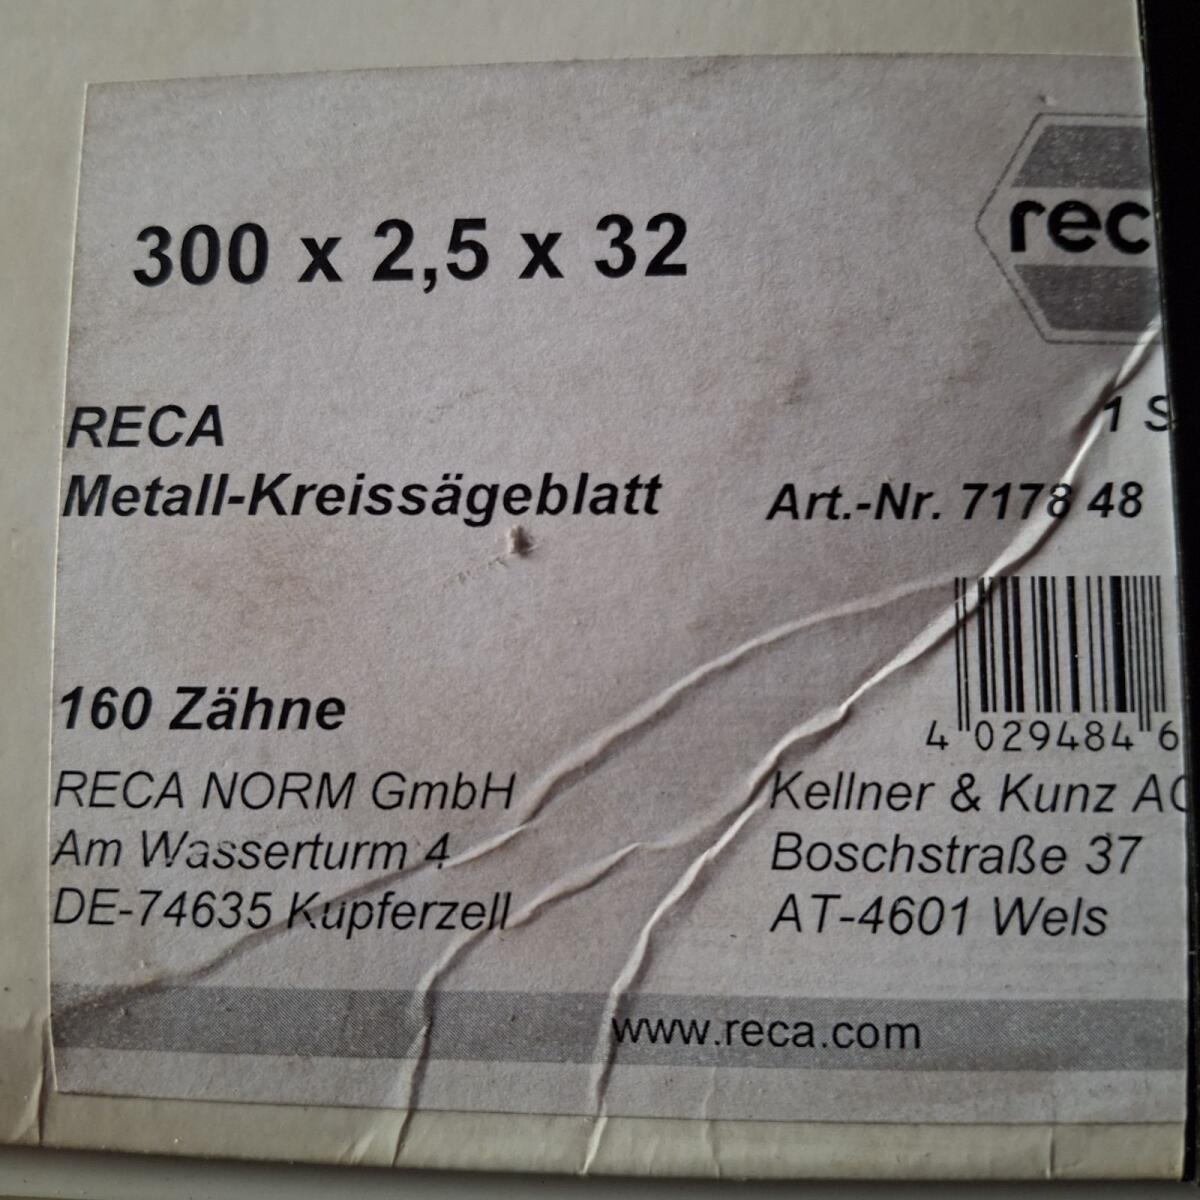 300 x 2,5 x 32
rec
RECA
1 S
Metall-Kreissägeblatt
Art.-Nr. 7178 48
160 Zähne
4 029484 6
RECA NORM GmbH
Am Wasserturm 4
DE-74635 Kupferzell
Kellner & Kunz AG
Boschstraße 37
AT-4601 Wels
www.reca.com